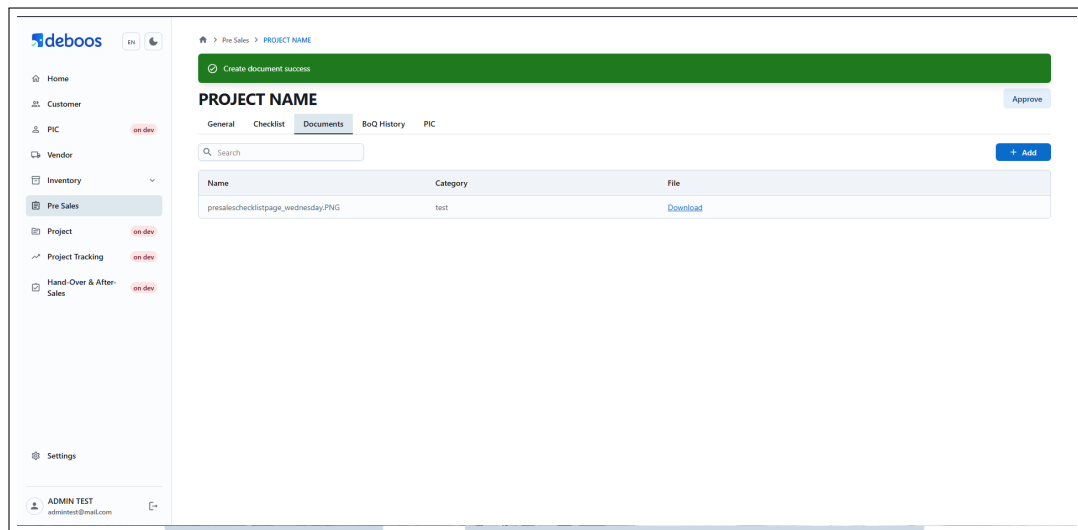 deboos EN
Home
Customer
PIC on dev
Vendor
Inventory
Pre Sales
Project on dev
Project Tracking on dev
Hand-Over & After-
Sales
on dev
Settings
ADMIN TEST
admintest@mail.com
> Pre Sales > PROJECT NAME
Create document success
PROJECT NAME
Approve
General Checklist Documents BoQ History PIC
Search
+ Add
Name Category File
presaleschecklistpage_wednesday.PNG test Download